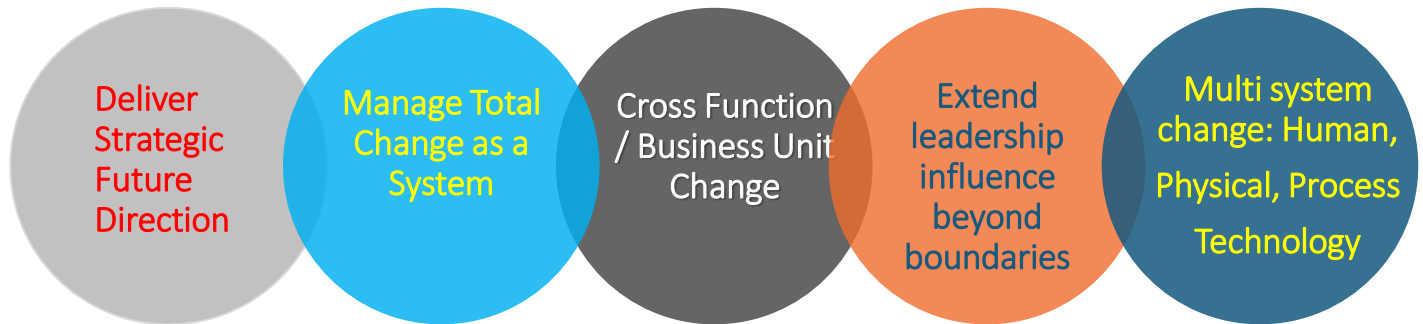 Deliver
Strategic
Future
Direction
Manage Total
Change as a
System
Cross Function
/ Business Unit
Change
Extend
leadership
influence
beyond
boundaries
Multi system
change: Human,
Physical, Process
Technology